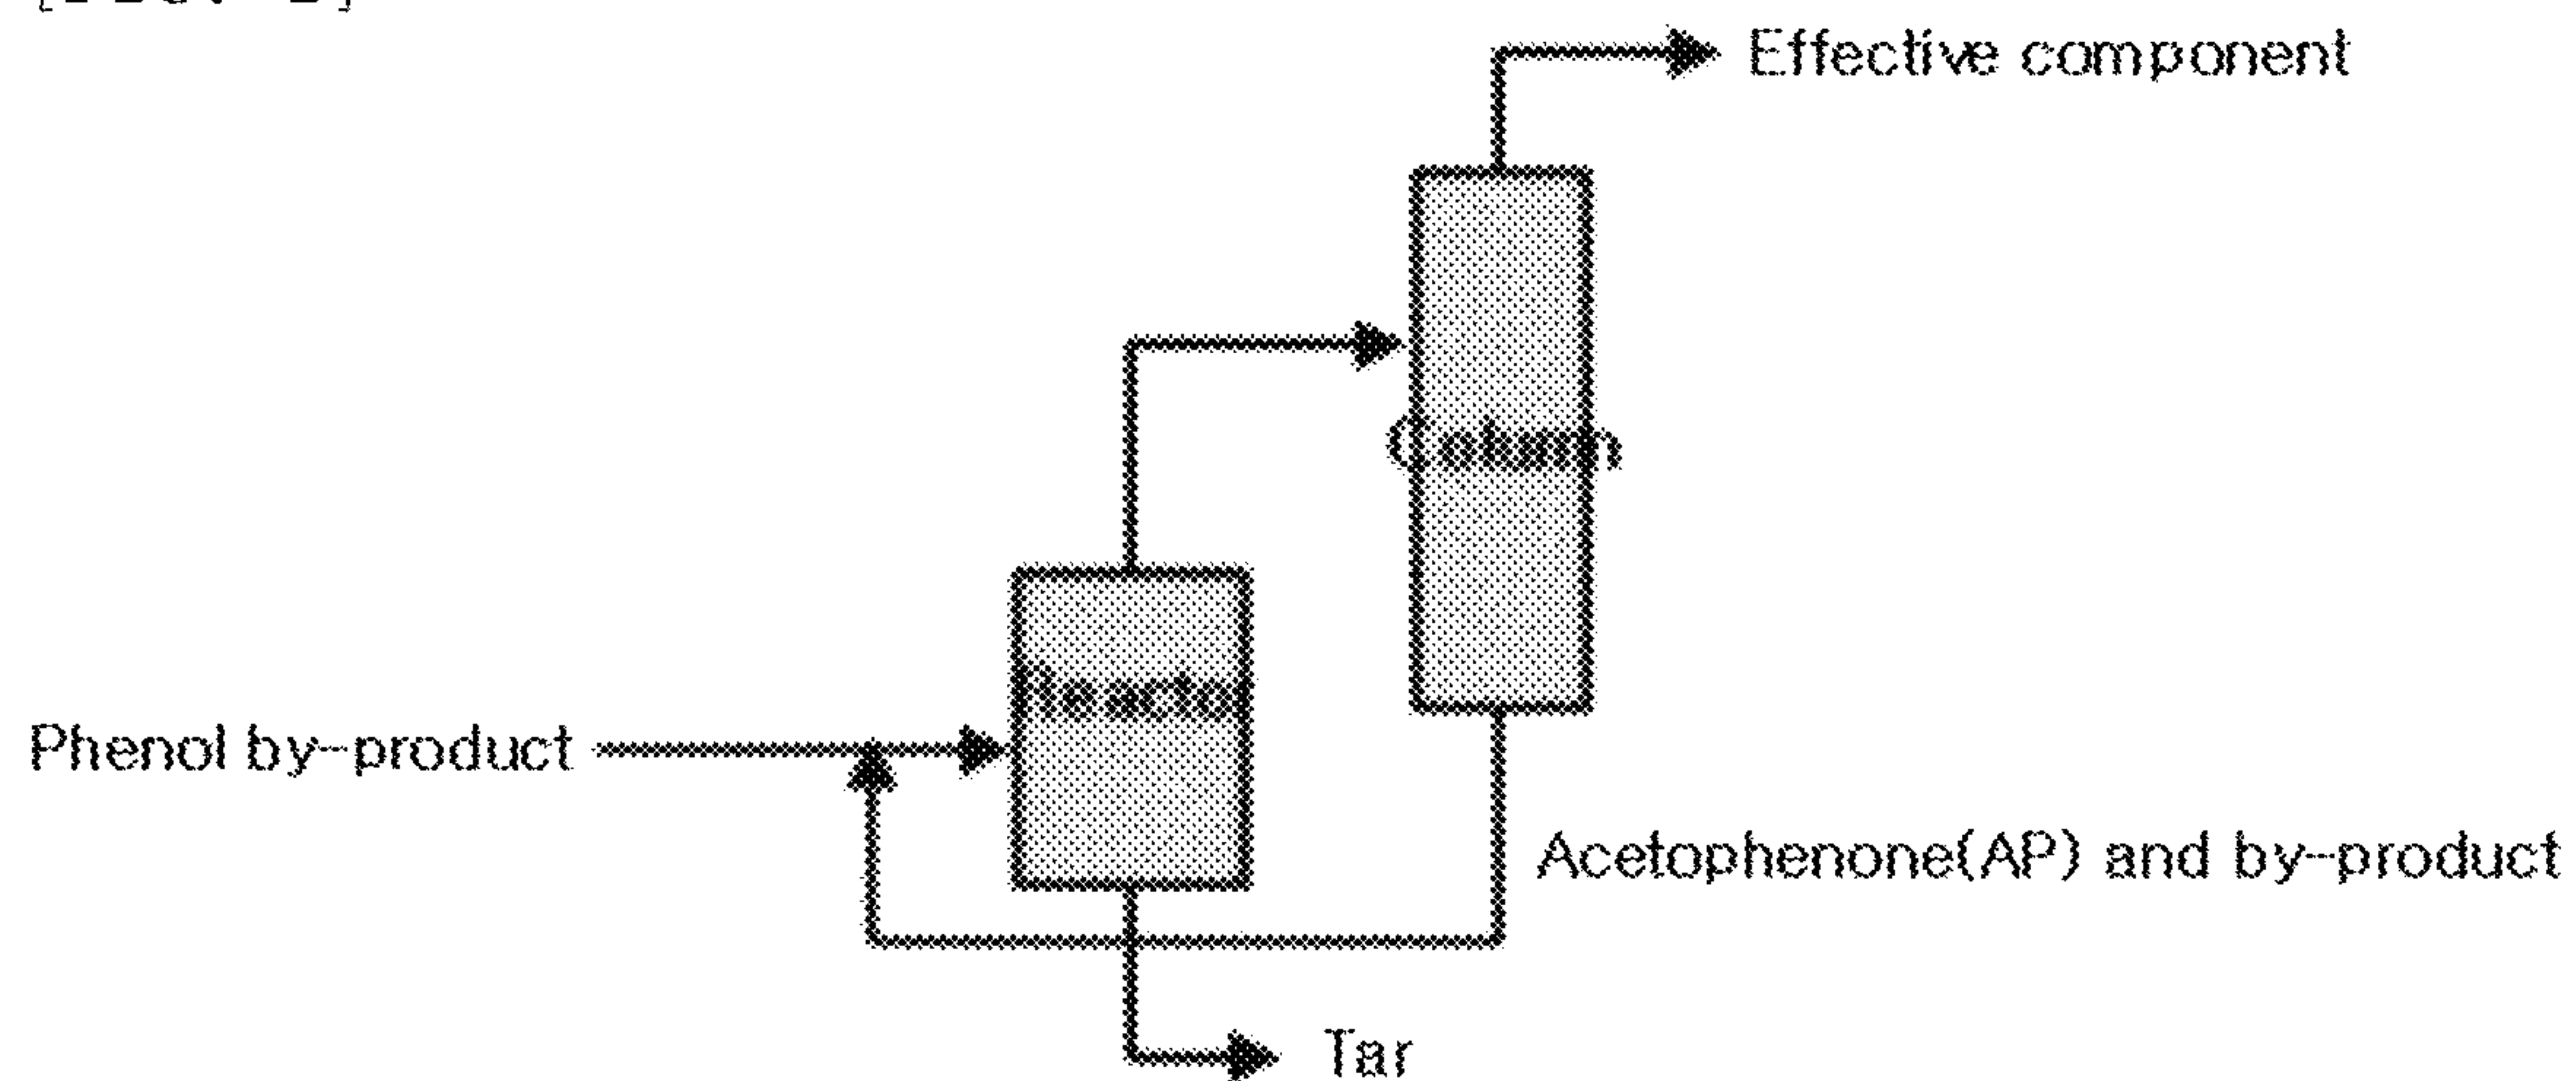 Effective component
Column
Reactor
Phenol by-product
Acetophenone(AP) and by-product
Tar